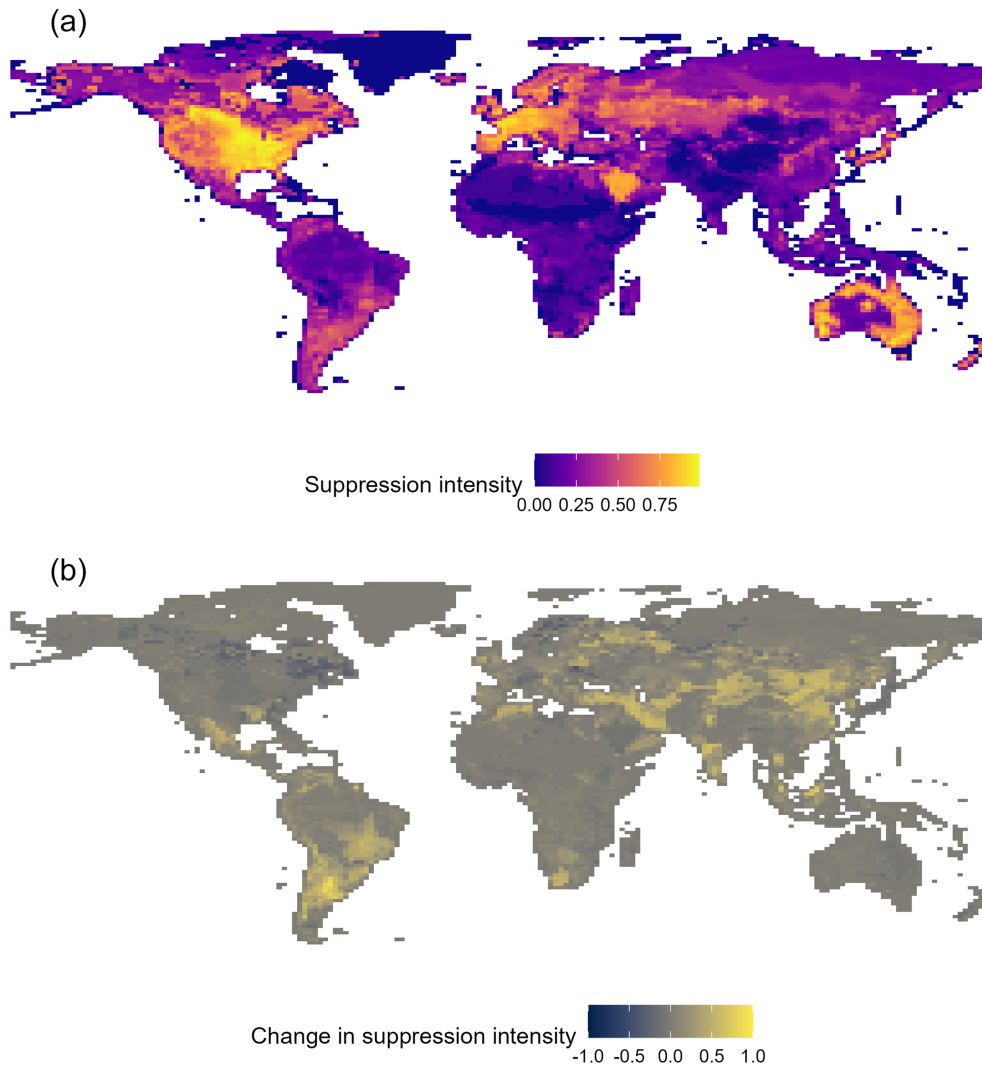 (a)
Suppression intensity
0.00 0.25 0.50 0.75
(b)
Change in suppression intensity
-1.0 -0.5 0.0 0.5 1.0